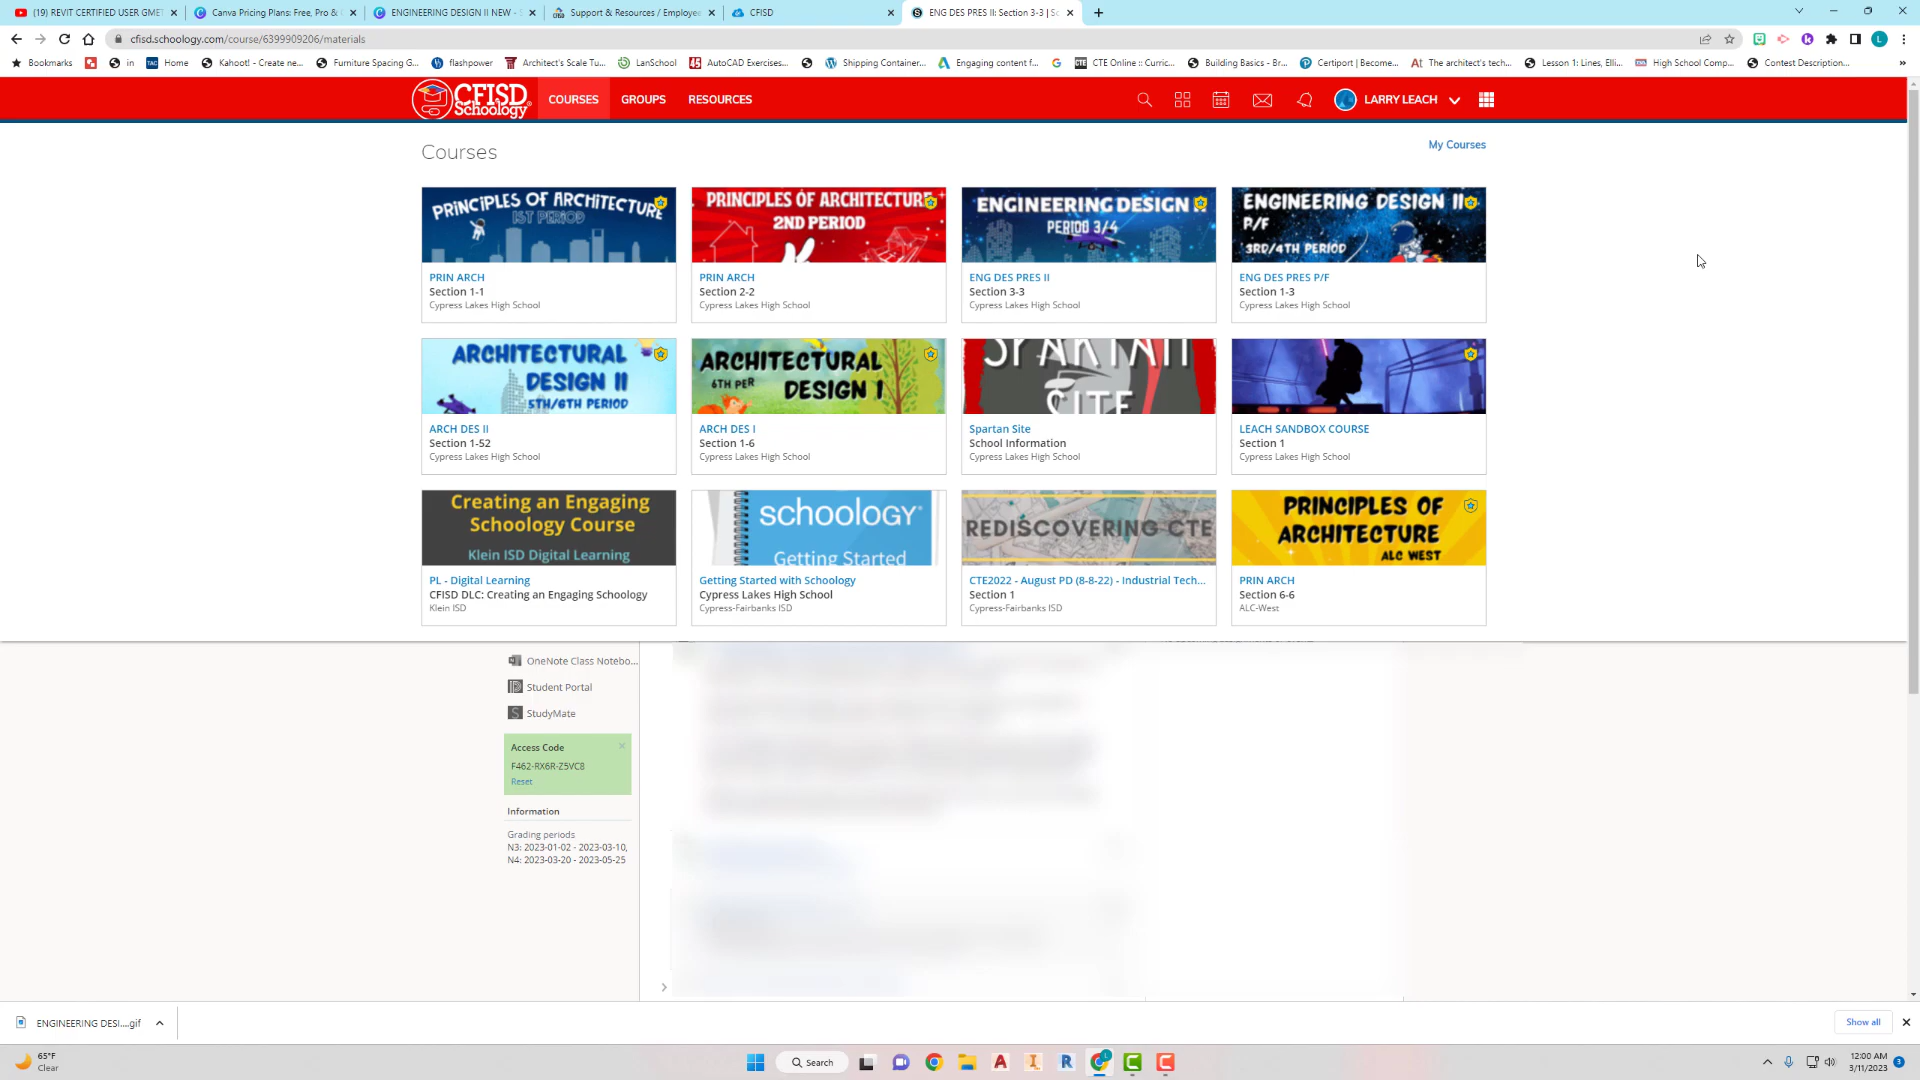 (19) REVIT CERTIFIED USER GMET
Canva Pricing Plans: Free, Pro &
ENGINEERING DESIGN II NEW -
Support & Resources / Employee
CFISD
ENG DES PRES II: Section 3-3 | Sc
cfisd.schoology.com/course/6399909206/materials
Bookmarks
in
Home
Kahoot! - Create ne...
Furniture Spacing G...
flashpower
Architect's Scale Tu...
LanSchool
AutoCAD Exercises...
Shipping Container...
Engaging content f...
CTE Online :: Curric...
Building Basics - Br...
Certiport | Become...
The architect's tech...
Lesson 1: Lines, Elli...
High School Comp...
Contest Description...
CFISD
Schoology
COURSES
GROUPS
RESOURCES
LARRY LEACH
Courses
My Courses
PRINCIPLES OF ARCHITECTURE
1ST PERIOD
PRIN ARCH
Section 1-1
Cypress Lakes High School
PRINCIPLES OF ARCHITECTURE
2ND PERIOD
PRIN ARCH
Section 2-2
Cypress Lakes High School
ENGINEERING DESIGN
PERIOD 3/4
ENG DES PRES II
Section 3-3
Cypress Lakes High School
ENGINEERING DESIGN II
P/F
3RD/4TH PERIOD
ENG DES PRES P/F
Section 1-3
Cypress Lakes High School
ARCHITECTURAL
DESIGN II
5TH/6TH PERIOD
ARCH DES II
Section 1-52
Cypress Lakes High School
ARCHITECTURAL
6TH PER
DESIGN I
ARCH DES I
Section 1-6
Cypress Lakes High School
SPARTAN
SITE
Spartan Site
School Information
Cypress Lakes High School
LEACH SANDBOX COURSE
Section 1
Cypress Lakes High School
Creating an Engaging
Schoology Course
Klein ISD Digital Learning
PL - Digital Learning
CFISD DLC: Creating an Engaging Schoology
Klein ISD
schoology
Getting Started
Getting Started with Schoology
Cypress Lakes High School
Cypress-Fairbanks ISD
REDISCOVERING CTE
CTE2022 - August PD (8-8-22) - Industrial Tech...
Section 1
Cypress-Fairbanks ISD
PRINCIPLES OF
ARCHITECTURE
ALC WEST
PRIN ARCH
Section 6-6
ALC-West
OneNote Class Notebo...
Student Portal
StudyMate
Access Code
F462-RX6R-Z5VC8
Reset
Information
Grading periods
N3: 2023-01-02 - 2023-03-10,
N4: 2023-03-20 - 2023-05-25
ENGINEERING DESI....gif
Show all
65°F
Clear
Search
12:00 AM
3/11/2023
3